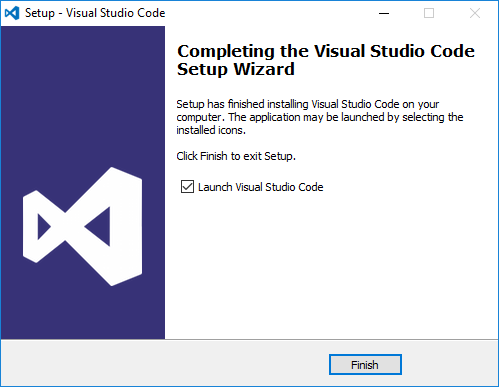 Setup - Visual Studio Code
Completing the Visual Studio Code
Setup Wizard
Setup has finished installing Visual Studio Code on your
computer. The application may be launched by selecting the
installed icons.
Click Finish to exit Setup.
Launch Visual Studio Code
Finish